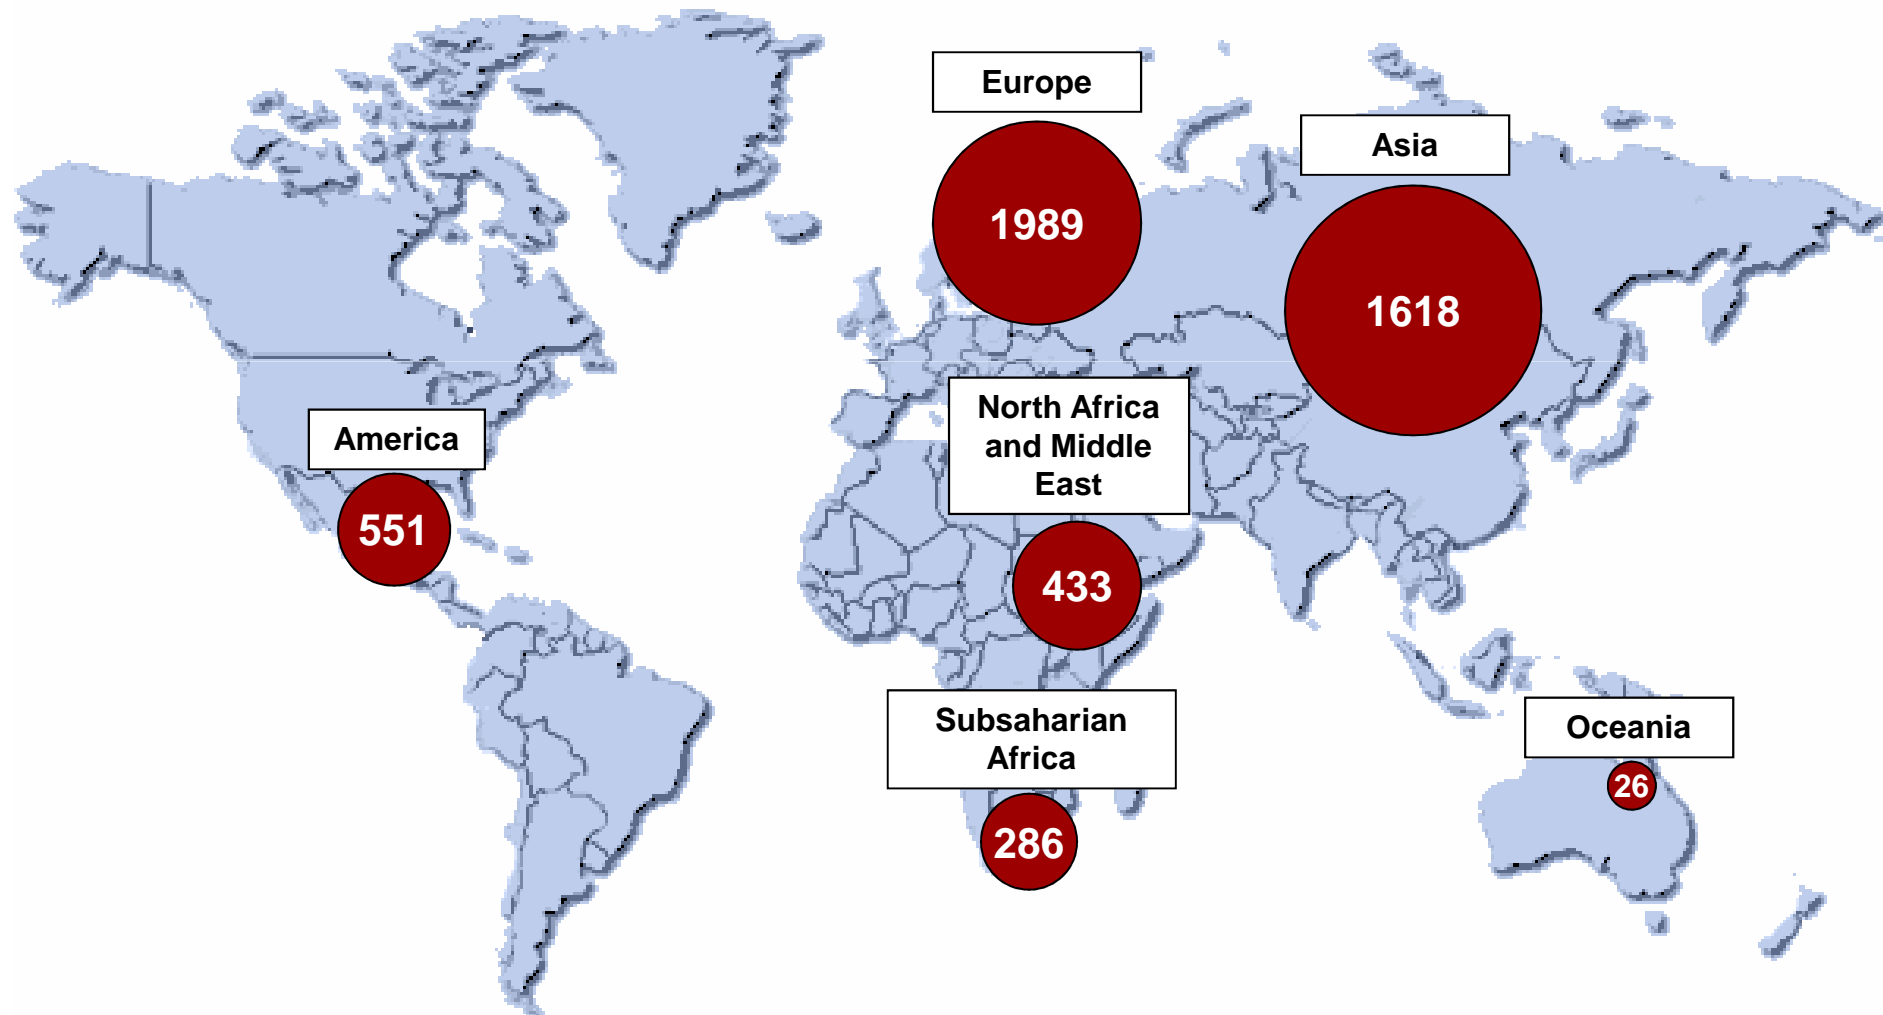 Europe
1989
Asia
1618
America
551
North Africa
and Middle
East
433
Subsaharian
Africa
286
Oceania
26